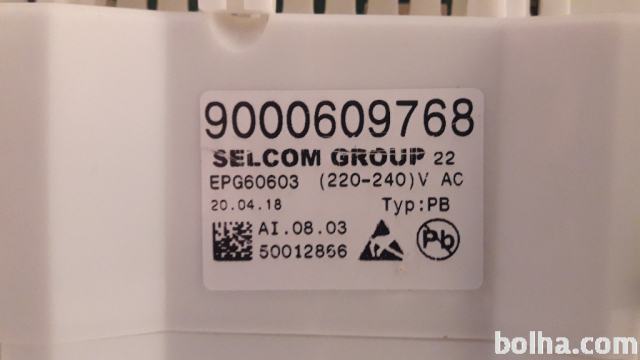 9000609768
SELCOM GROUP 22
EPG60603 (220-240)V AC
20.04.18 Typ:PB
AI.08.03
50012866
Pb
bolha.com